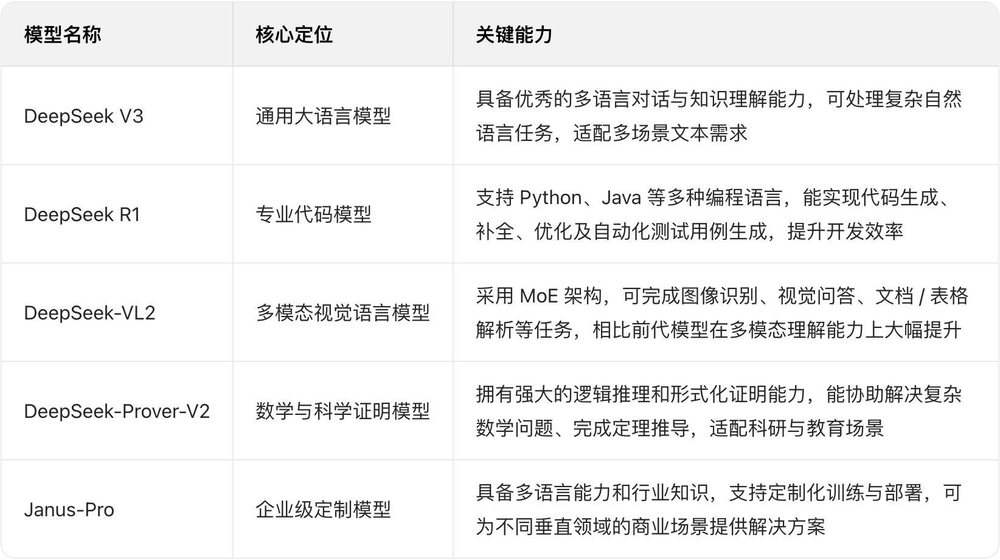 模型名称 核心定位 关键能力
DeepSeek V3 通用大语言模型 具备优秀的多语言对话与知识理解能力，可处理复杂自然
语言任务，适配多场景文本需求
DeepSeek R1 专业代码模型 支持 Python、Java 等多种编程语言，能实现代码生成、
补全、优化及自动化测试用例生成，提升开发效率
DeepSeek-VL2 多模态视觉语言模型 采用 MoE 架构，可完成图像识别、视觉问答、文档 / 表格
解析等任务，相比前代模型在多模态理解能力上大幅提升
DeepSeek-Prover-V2 数学与科学证明模型 拥有强大的逻辑推理和形式化证明能力，能协助解决复杂
数学问题、完成定理推导，适配科研与教育场景
Janus-Pro 企业级定制模型 具备多语言能力和行业知识，支持定制化训练与部署，可
为不同垂直领域的商业场景提供解决方案